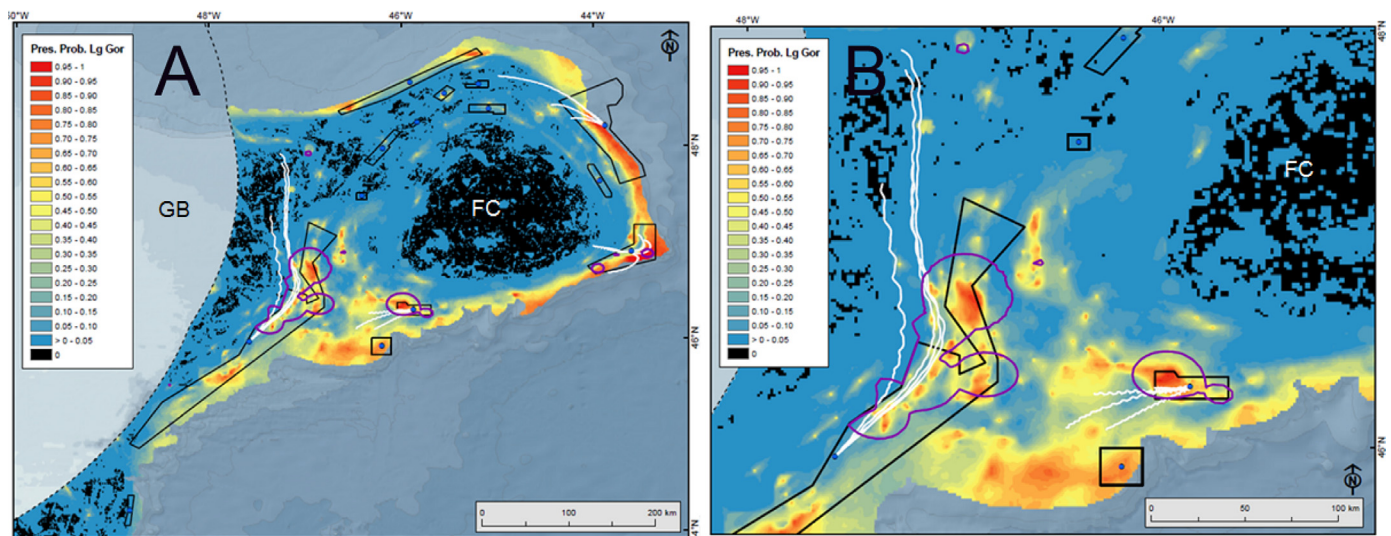 50°W
48°W
46°W
44°W
A
Pres. Prob. Lg Gor
0.95 - 1
0.90 - 0.95
0.85 - 0.90
0.80 - 0.85
0.75 - 0.80
0.70 - 0.75
0.65 - 0.70
0.60 - 0.65
0.55 - 0.60
0.50 - 0.55
0.45 - 0.50
0.40 - 0.45
0.35 - 0.40
0.30 - 0.35
0.25 - 0.30
0.20 - 0.25
0.15 - 0.20
0.10 - 0.15
0.05 - 0.10
> 0 - 0.05
0
N
48°N
GB
FC
46°N
0 100 200 km
4°N
48°W
46°W
B
Pres. Prob. Lg Gor
0.95 - 1
0.90 - 0.95
0.85 - 0.90
0.80 - 0.85
0.75 - 0.80
0.70 - 0.75
0.65 - 0.70
0.60 - 0.65
0.55 - 0.60
0.50 - 0.55
0.45 - 0.50
0.40 - 0.45
0.35 - 0.40
0.30 - 0.35
0.25 - 0.30
0.20 - 0.25
0.15 - 0.20
0.10 - 0.15
0.05 - 0.10
> 0 - 0.05
0
48°N
FC
46°N
N
0 50 100 km